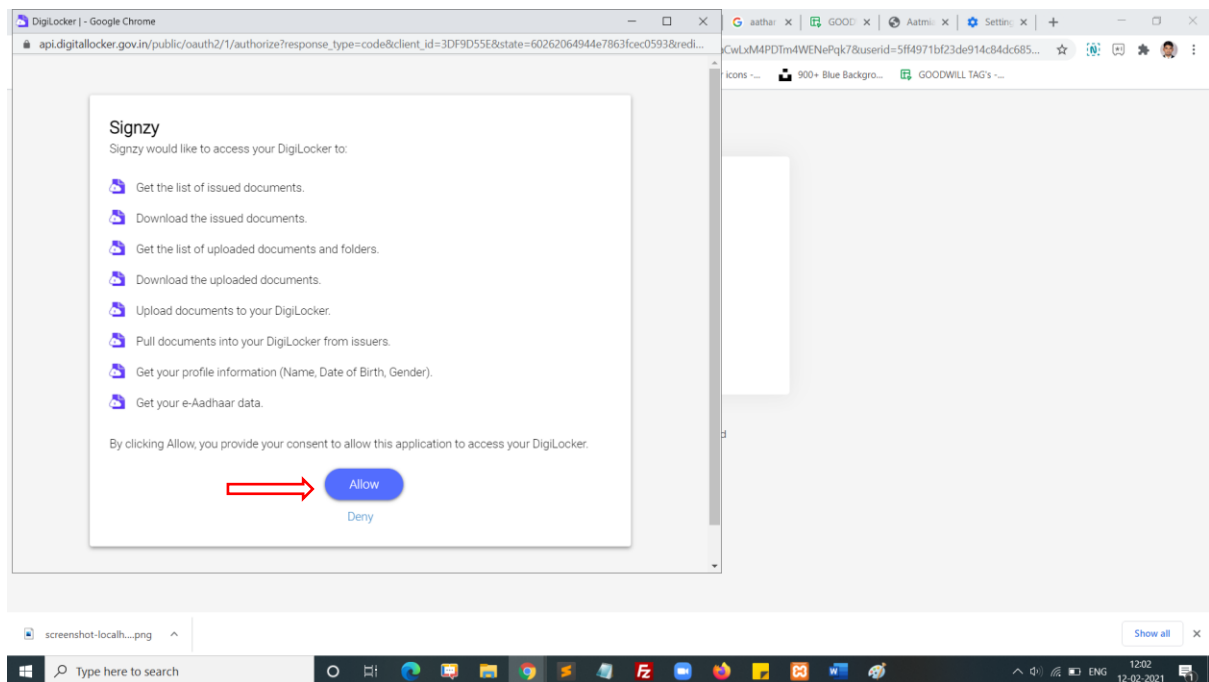 DigiLocker | - Google Chrome
api.digitallocker.gov.in/public/oauth2/1/authorize?response_type=code&client_id=3DF9D55E&state=60262064944e7863fcec0593&redi...
Signzy
Signzy would like to access your DigiLocker to:
Get the list of issued documents.
Download the issued documents.
Get the list of uploaded documents and folders.
Download the uploaded documents.
Upload documents to your DigiLocker.
Pull documents into your DigiLocker from issuers.
Get your profile information (Name, Date of Birth, Gender).
Get your e-Aadhaar data.
By clicking Allow, you provide your consent to allow this application to access your DigiLocker.
Allow
Deny
aathar GOOD Aatmi Setting
CwLxM4PDTm4WENePqk7&userid=5ff4971bf23de914c84dc685...
icons -... 900+ Blue Backgro... GOODWILL TAG's -...
screenshot-localh....png
Show all
Type here to search
ENG
12:02
12-02-2021